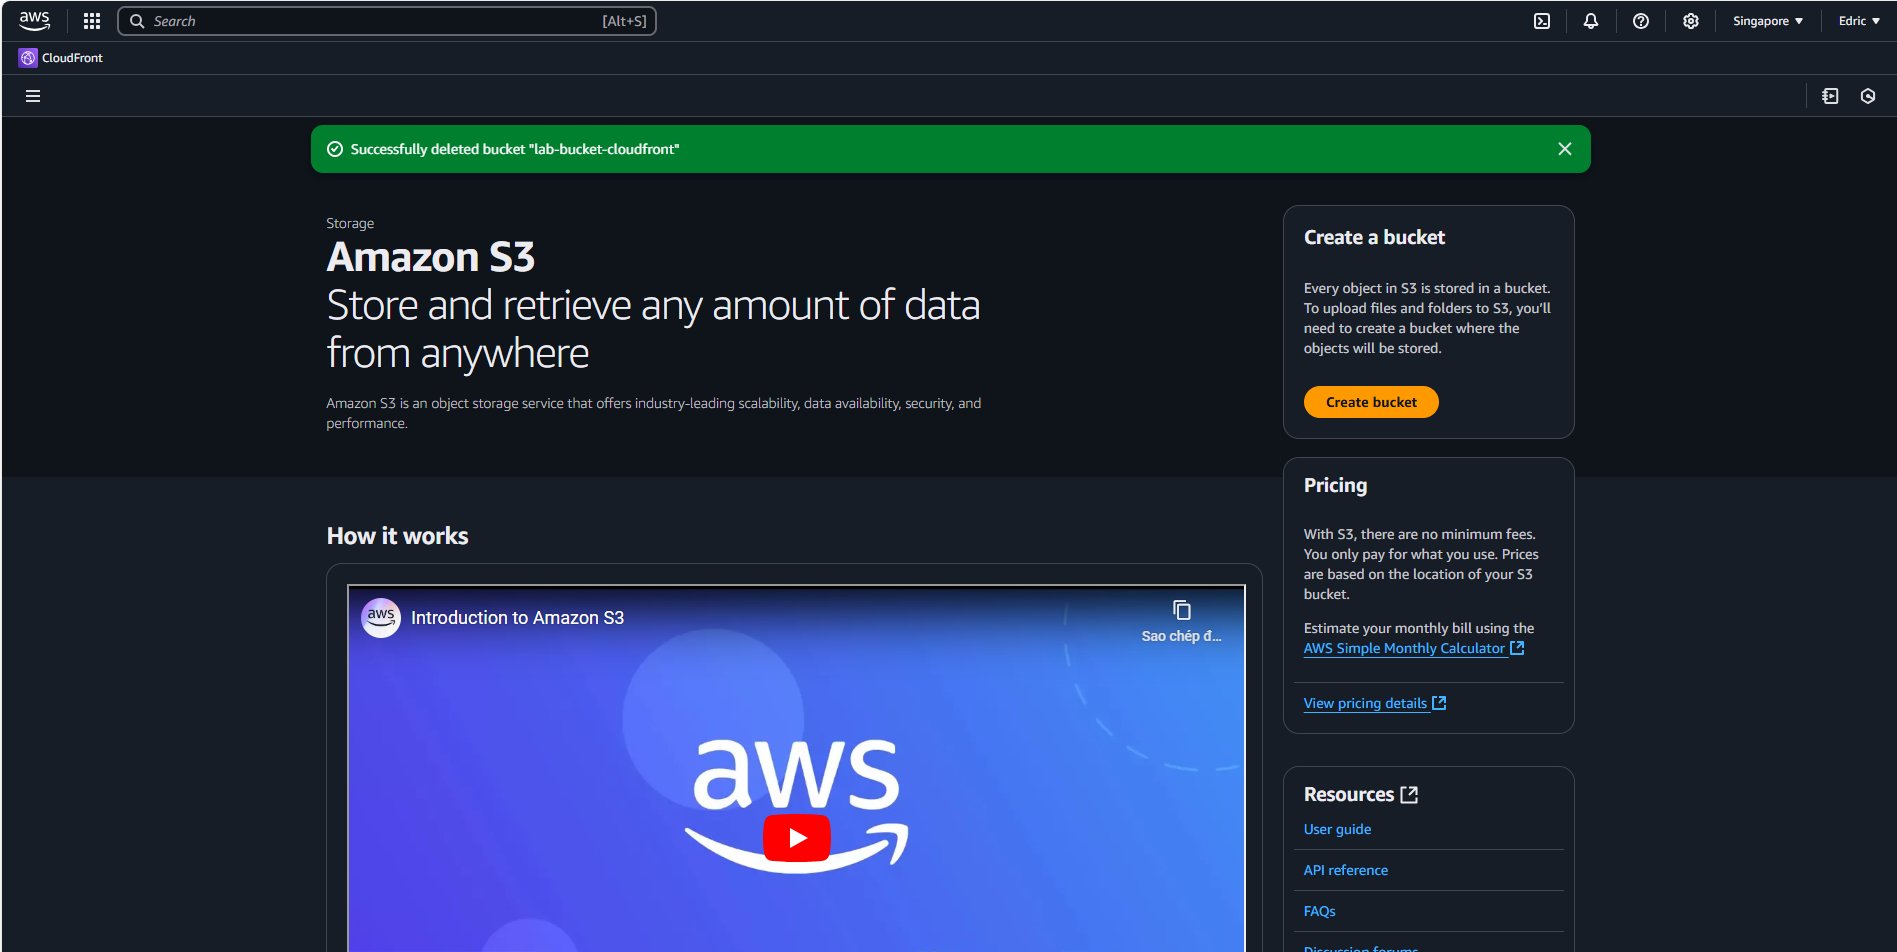 aws
Search
[Alt+S]
Singapore
Edric
CloudFront
Successfully deleted bucket "lab-bucket-cloudfront"
Storage
Amazon S3
Store and retrieve any amount of data
from anywhere
Amazon S3 is an object storage service that offers industry-leading scalability, data availability, security, and
performance.
Create a bucket
Every object in S3 is stored in a bucket.
To upload files and folders to S3, you'll
need to create a bucket where the
objects will be stored.
Create bucket
Pricing
With S3, there are no minimum fees.
You only pay for what you use. Prices
are based on the location of your S3
bucket.
Estimate your monthly bill using the
AWS Simple Monthly Calculator
View pricing details
How it works
aws
Introduction to Amazon S3
Sao chép đ...
aws
Resources
User guide
API reference
FAQs
Discussion forums